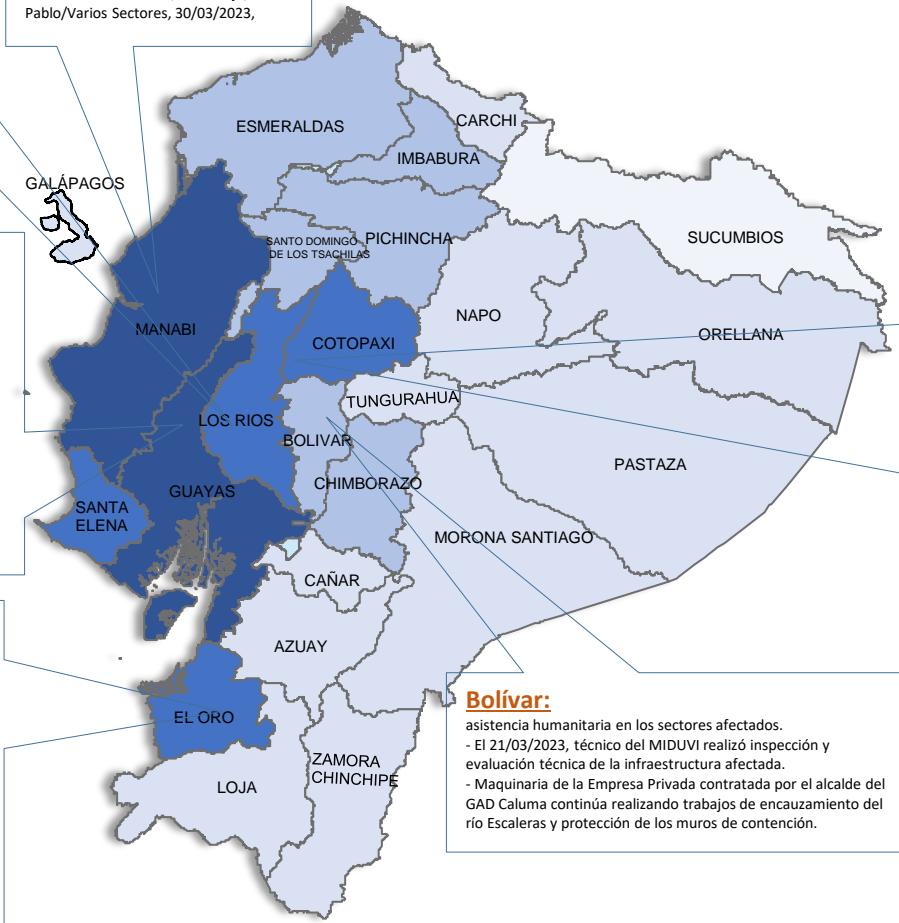 Pablo/Varios Sectores, 30/03/2023,
ESMERALDAS
CARCHI
IMBABURA
GALÁPAGOS
SANTO DOMINGO
DE LOS TSACHILAS
PICHINCHA
SUCUMBIOS
MANABI
NAPO
COTOPAXI
ORELLANA
TUNGURAHUA
LOS RIOS
BOLIVAR
PASTAZA
CHIMBORAZO
GUAYAS
SANTA
ELENA
MORONA SANTIAGO
CAÑAR
AZUAY
EL ORO
ZAMORA
CHINCHIPE
LOJA
Bolívar:
asistencia humanitaria en los sectores afectados.
- El 21/03/2023, técnico del MIDUVI realizó inspección y
evaluación técnica de la infraestructura afectada.
- Maquinaria de la Empresa Privada contratada por el alcalde del
GAD Caluma continúa realizando trabajos de encauzamiento del
río Escaleras y protección de los muros de contención.